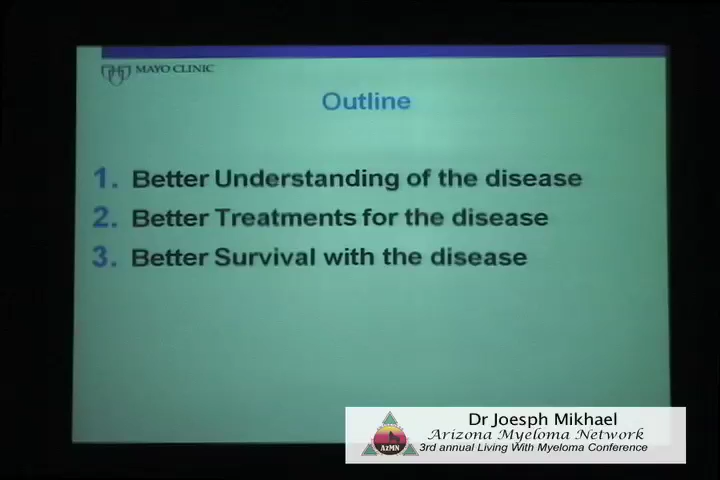 MAYO CLINIC
Outline
1. Better Understanding of the disease
2. Better Treatments for the disease
3. Better Survival with the disease
Dr Joesph Mikhael
Arizona Myeloma Network
3rd annual Living With Myeloma Conference
AzMN